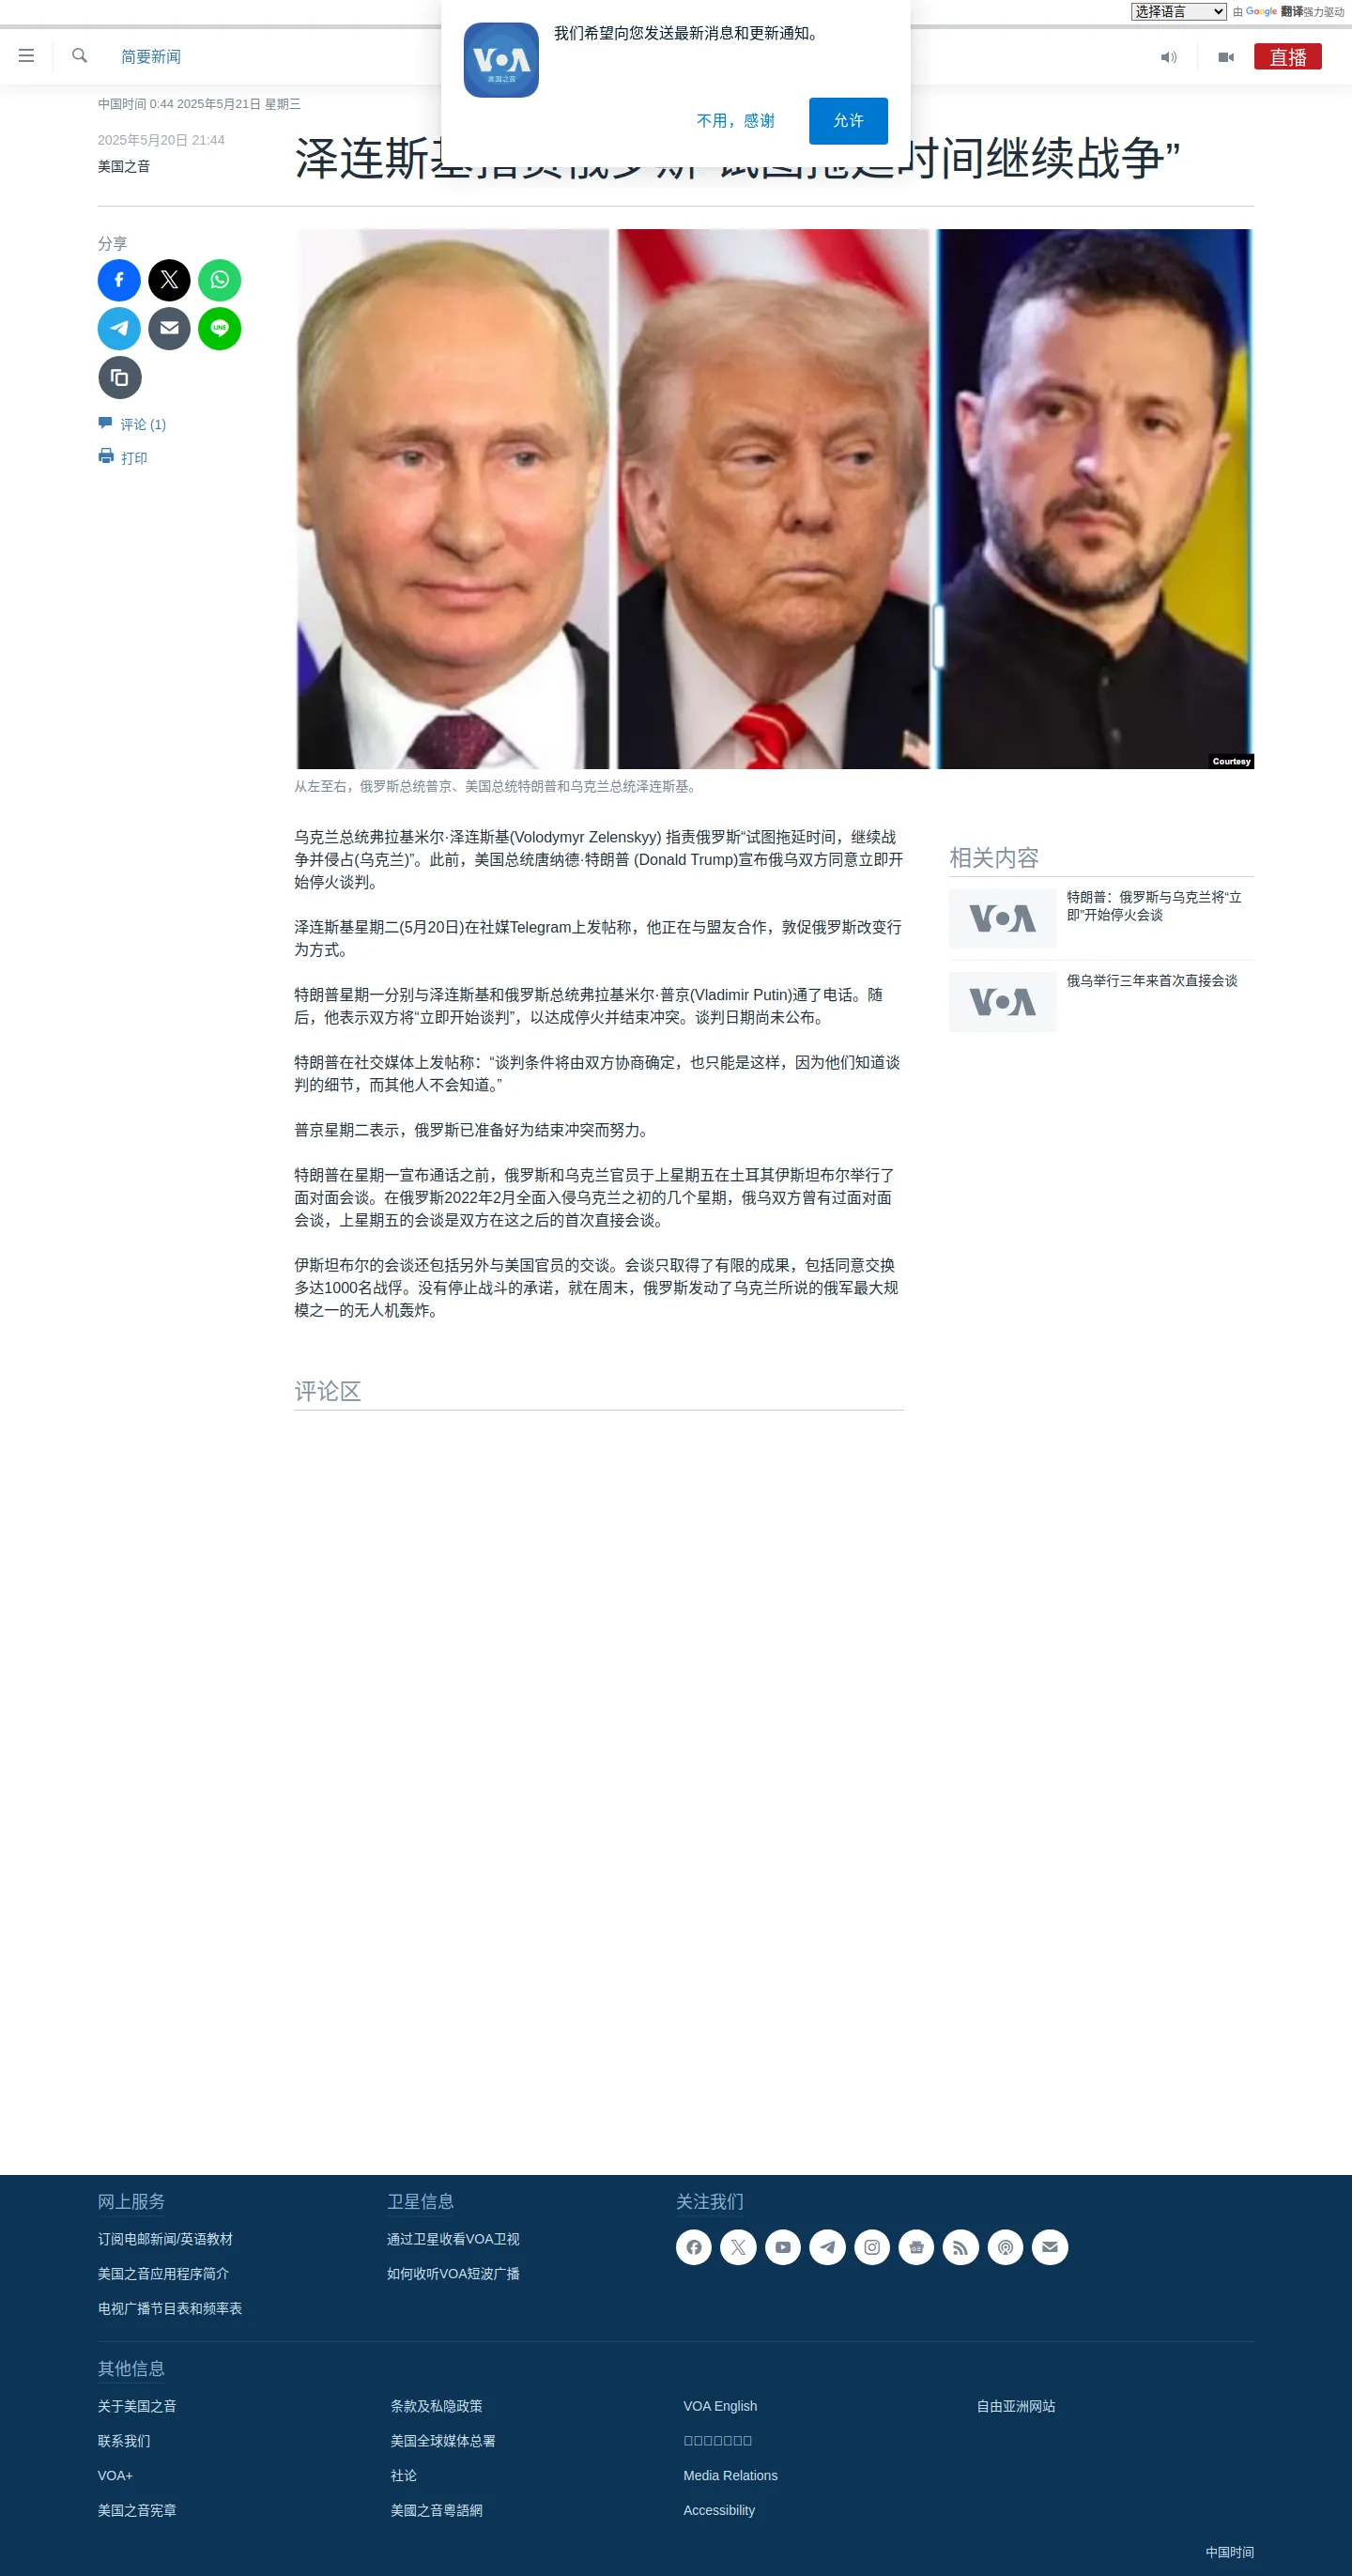 选择语言 由 Google 翻译强力驱动
VOA
美国之音
我们希望向您发送最新消息和更新通知。
不用，感谢
允许
简要新闻
直播
中国时间 0:44 2025年5月21日 星期三
2025年5月20日 21:44
美国之音
泽连斯基指责俄罗斯“试图拖延时间继续战争”
分享
LINE
评论 (1)
打印
Courtesy
从左至右，俄罗斯总统普京、美国总统特朗普和乌克兰总统泽连斯基。
乌克兰总统弗拉基米尔·泽连斯基(Volodymyr Zelenskyy) 指责俄罗斯“试图拖延时间，继续战
争并侵占(乌克兰)”。此前，美国总统唐纳德·特朗普 (Donald Trump)宣布俄乌双方同意立即开
始停火谈判。
泽连斯基星期二(5月20日)在社媒Telegram上发帖称，他正在与盟友合作，敦促俄罗斯改变行
为方式。
特朗普星期一分别与泽连斯基和俄罗斯总统弗拉基米尔·普京(Vladimir Putin)通了电话。随
后，他表示双方将“立即开始谈判”，以达成停火并结束冲突。谈判日期尚未公布。
特朗普在社交媒体上发帖称：“谈判条件将由双方协商确定，也只能是这样，因为他们知道谈
判的细节，而其他人不会知道。”
普京星期二表示，俄罗斯已准备好为结束冲突而努力。
特朗普在星期一宣布通话之前，俄罗斯和乌克兰官员于上星期五在土耳其伊斯坦布尔举行了
面对面会谈。在俄罗斯2022年2月全面入侵乌克兰之初的几个星期，俄乌双方曾有过面对面
会谈，上星期五的会谈是双方在这之后的首次直接会谈。
伊斯坦布尔的会谈还包括另外与美国官员的交谈。会谈只取得了有限的成果，包括同意交换
多达1000名战俘。没有停止战斗的承诺，就在周末，俄罗斯发动了乌克兰所说的俄军最大规
模之一的无人机轰炸。
相关内容
VOA
特朗普：俄罗斯与乌克兰将“立
即”开始停火会谈
VOA
俄乌举行三年来首次直接会谈
评论区
网上服务
订阅电邮新闻/英语教材
美国之音应用程序简介
电视广播节目表和频率表
卫星信息
通过卫星收看VOA卫视
如何收听VOA短波广播
关注我们
其他信息
关于美国之音
联系我们
VOA+
美国之音宪章
条款及私隐政策
美国全球媒体总署
社论
美國之音粵語網
VOA English
Media Relations
Accessibility
自由亚洲网站
中国时间